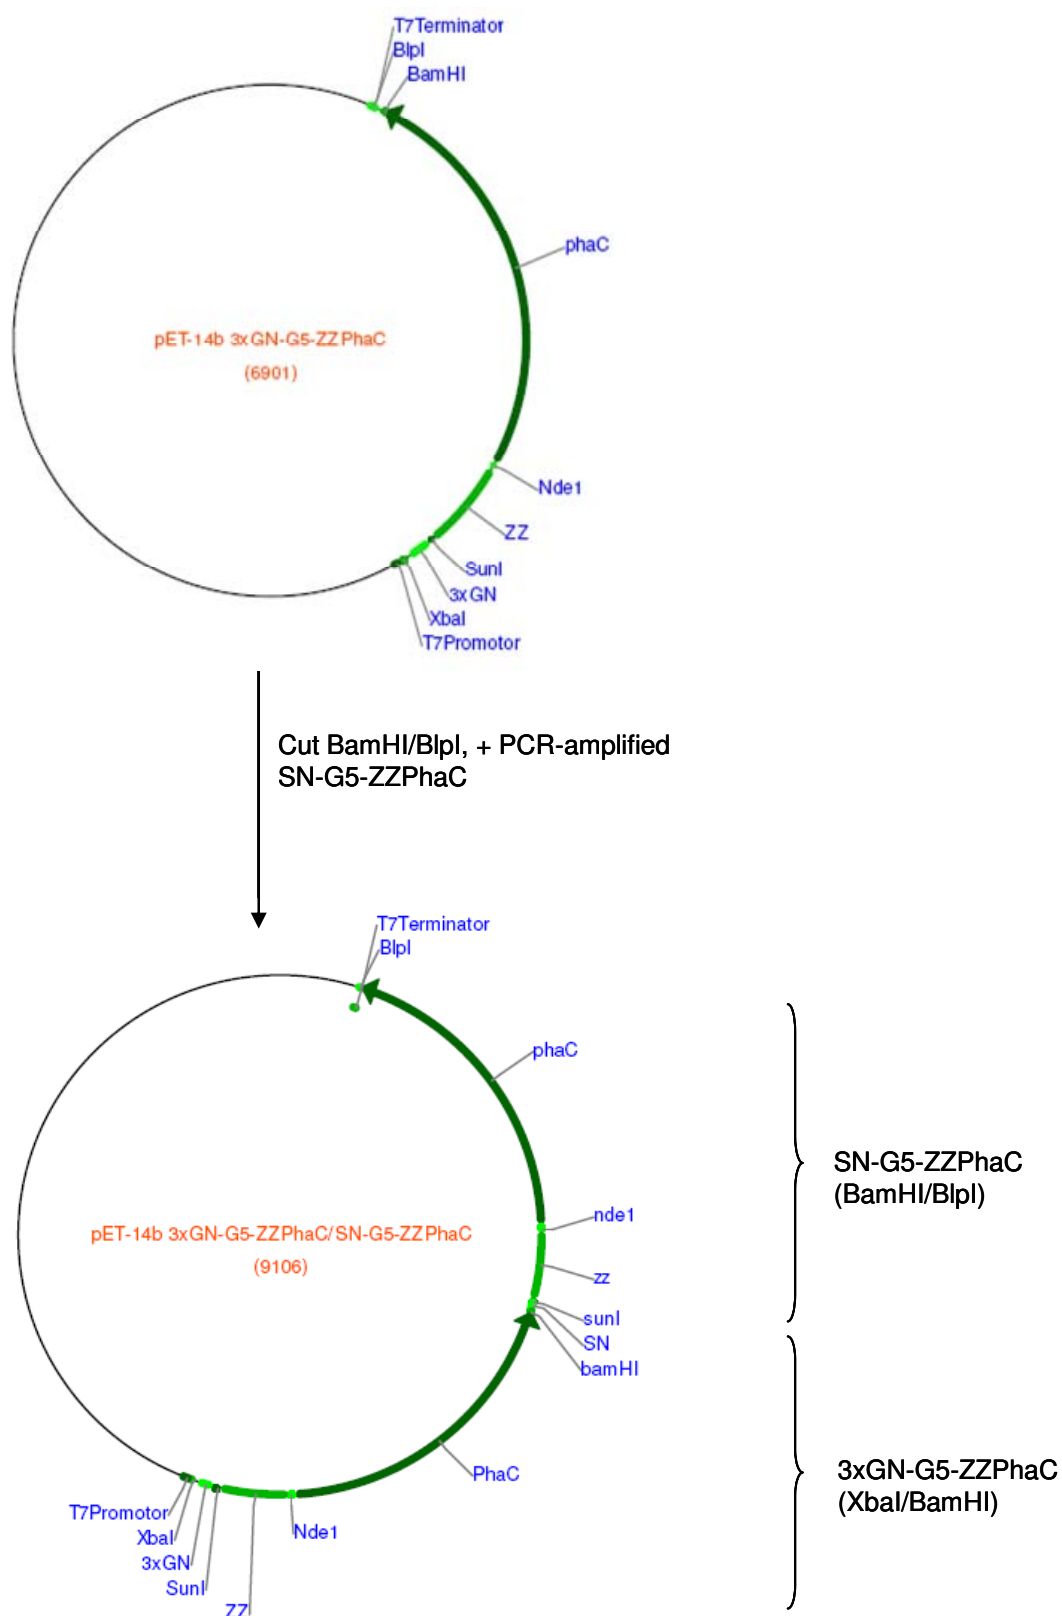 T7Terminator
BlpI
BamHI
phaC
pET-14b 3xGN-G5-ZZPhaC
(6901)
Nde1
ZZ
SunI
3xGN
XbaI
T7Promotor
Cut BamHI/BlpI, + PCR-amplified
SN-G5-ZZPhaC
T7Terminator
BlpI
phaC
SN-G5-ZZPhaC
(BamHI/BlpI)
nde1
pET-14b 3xGN-G5-ZZPhaC/SN-G5-ZZPhaC
(9106)
zz
sunI
SN
bamHI
PhaC
3xGN-G5-ZZPhaC
(XbaI/BamHI)
T7Promotor
Nde1
XbaI
3xGN
SunI
ZZ